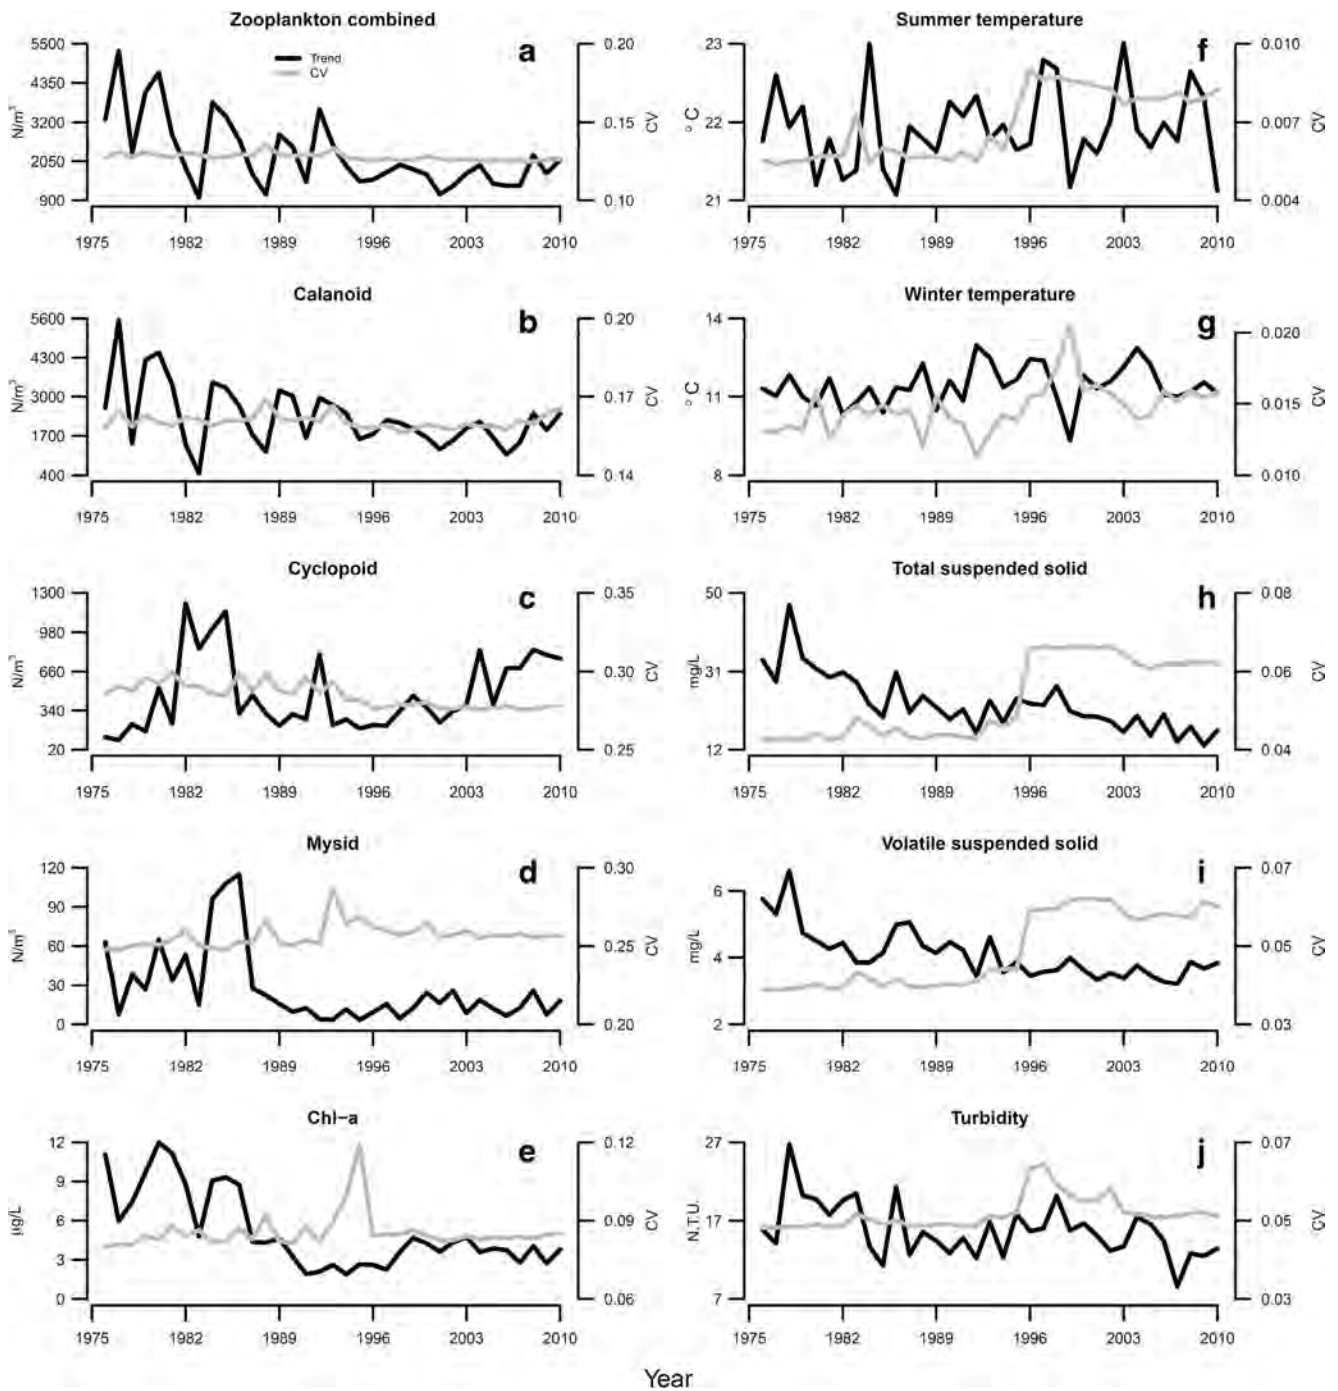 Zooplankton combined
a
Trend
CV
5500
4350
3200
2050
900
N/m³
0.20
0.15
0.10
CV
1975 1982 1989 1996 2003 2010
Summer temperature
f
23
22
21
° C
0.010
0.007
0.004
CV
1975 1982 1989 1996 2003 2010
Calanoid
b
5600
4300
3000
1700
400
N/m³
0.20
0.17
0.14
CV
1975 1982 1989 1996 2003 2010
Winter temperature
g
14
11
8
° C
0.020
0.015
0.010
CV
1975 1982 1989 1996 2003 2010
Cyclopoid
c
1300
980
660
340
20
N/m³
0.35
0.30
0.25
CV
1975 1982 1989 1996 2003 2010
Total suspended solid
h
50
31
12
mg/L
0.08
0.06
0.04
CV
1975 1982 1989 1996 2003 2010
Mysid
d
120
90
60
30
0
N/m³
0.30
0.25
0.20
CV
1975 1982 1989 1996 2003 2010
Volatile suspended solid
i
6
4
2
mg/L
0.07
0.05
0.03
CV
1975 1982 1989 1996 2003 2010
Chl−a
e
12
9
6
3
0
µg/L
0.12
0.09
0.06
CV
1975 1982 1989 1996 2003 2010
Turbidity
j
27
17
7
N.T.U.
0.07
0.05
0.03
CV
1975 1982 1989 1996 2003 2010
Year